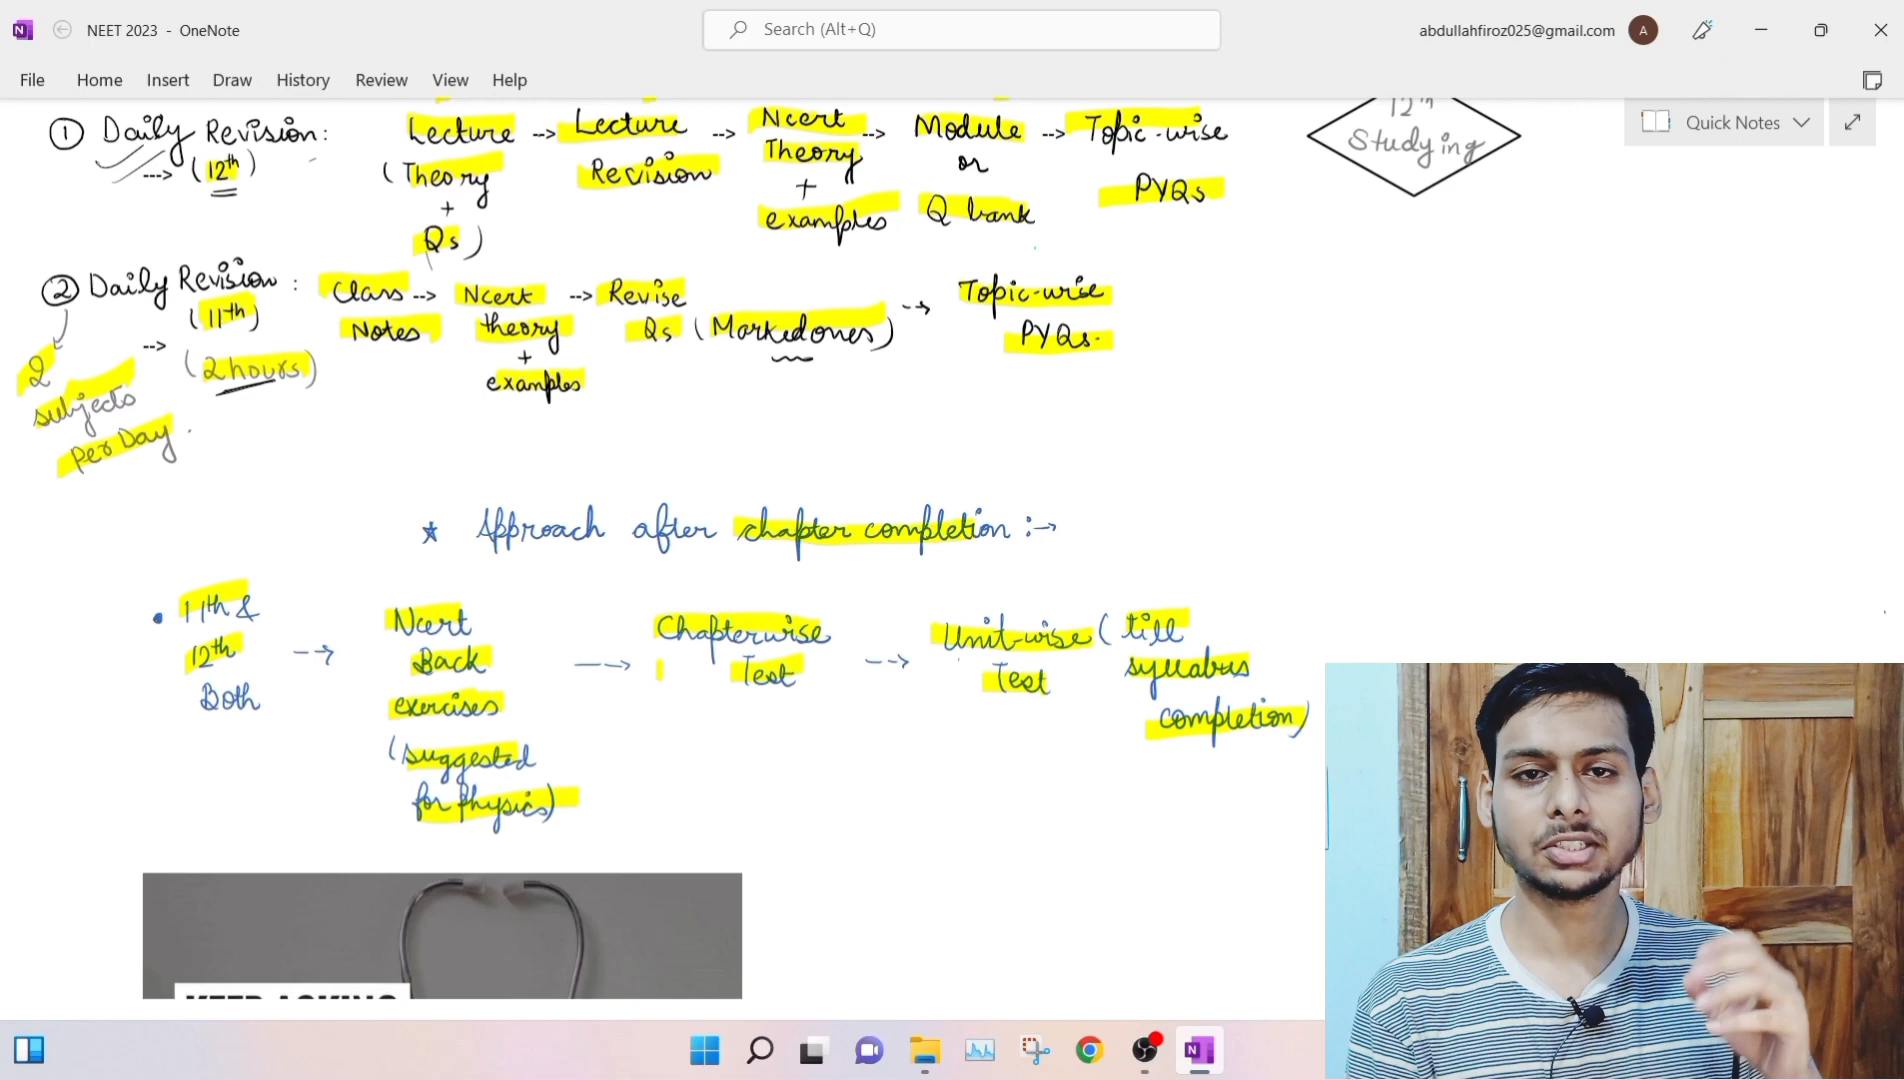 NEET 2023 - OneNote
Search (Alt+Q)
abdullahfiroz025@gmail.com
A
File Home Insert Draw History Review View Help
Quick Notes
12th
Studying
① Daily Revision:
---> (12th)
Lecture --> Lecture --> Ncert --> Module --> Topic-wise
(Theory Revision Theory or PYQs
+ + Q bank
Qs) examples
② Daily Revision : Class --> Ncert --> Revise --> Topic-wise
(11th) Notes theory Qs (Marked ones) PYQs.
--> (2 hours) +
examples
2
subjects
Per Day.
★ Approach after chapter completion :→
• 11th &
12th
Both
-->
Ncert
Back
exercises
(suggested
for physics)
-->
Chapterwise
Test
-->
Unit-wise
Test
(till
syllabus
completion)
KEEP ASKING